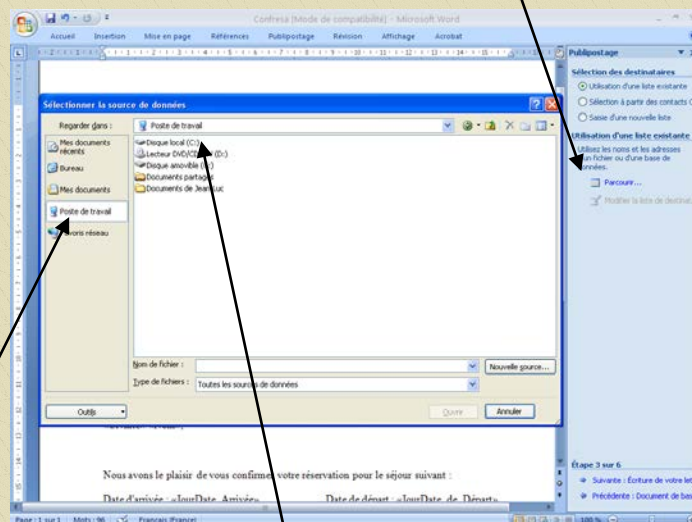 Confresa (Mode de compatibilité) - Microsoft Word
Accueil Insertion Mise en page Références Publipostage Révision Affichage Acrobat
Publipostage
Sélection des destinataires
Utilisation d'une liste existante
Sélection à partir des contacts
Saisie d'une nouvelle liste
Utilisation d'une liste existante
Utilisez les noms et les adresses
fichier ou d'une base de
Parcourir...
Modifier la liste de destinat
Sélectionner la source de données
Regarder dans : Poste de travail
Mes documents récents
Bureau
Mes documents
Poste de travail
réseau
Disque local (C:)
Lecteur DVD/ (D:)
Disque amovible
Documents partagés
Documents de Jean-Luc
Nom de fichier :
Nouvelle source...
Type de fichiers : Toutes les sources de données
Outils
Ouvrir
Annuler
Nous avons le plaisir de vous confirmer votre réservation pour le séjour suivant :
Date d'arrivée : «JourDate_Arrivée» Date de départ : «JourDate_de_Départ»
Étape 3 sur 6
Suivante : Écriture de votre let
Précédente : Document de bas
Page : 1 sur 1 Mots : 96 Français (France) 100 %